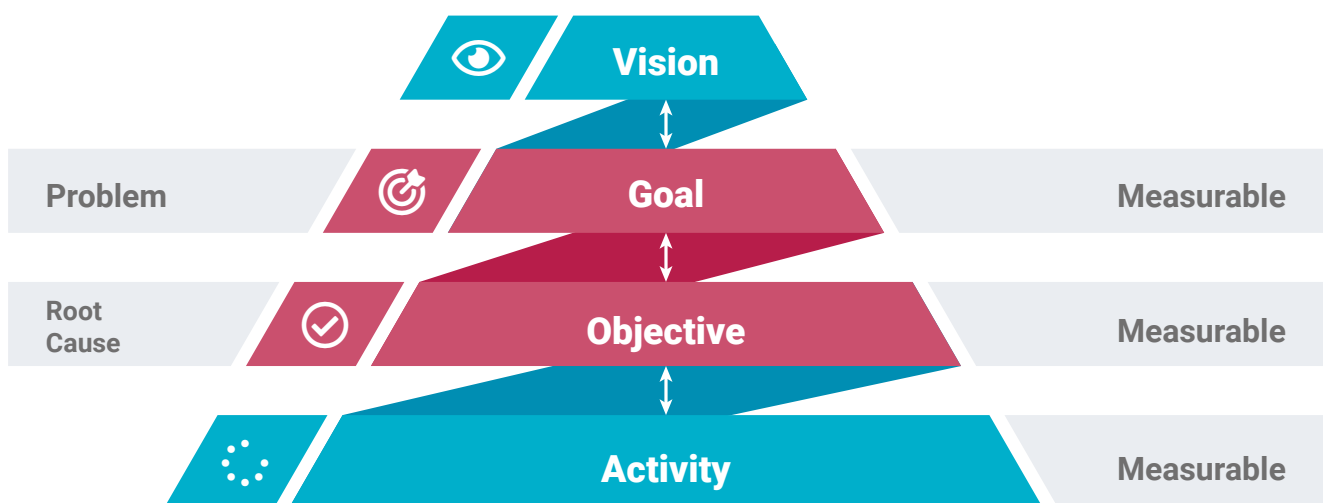 Vision
Problem
Goal
Measurable
Root
Cause
Objective
Measurable
Activity
Measurable